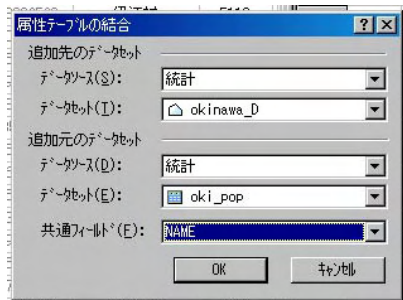 属性テーブルの結合
追加先のデータセット
データソース(S): 統計
データセット(T): okinawa_D
追加元のデータセット
データソース(D): 統計
データセット(E): oki_pop
共通フィールド(F): NAME
OK キャンセル